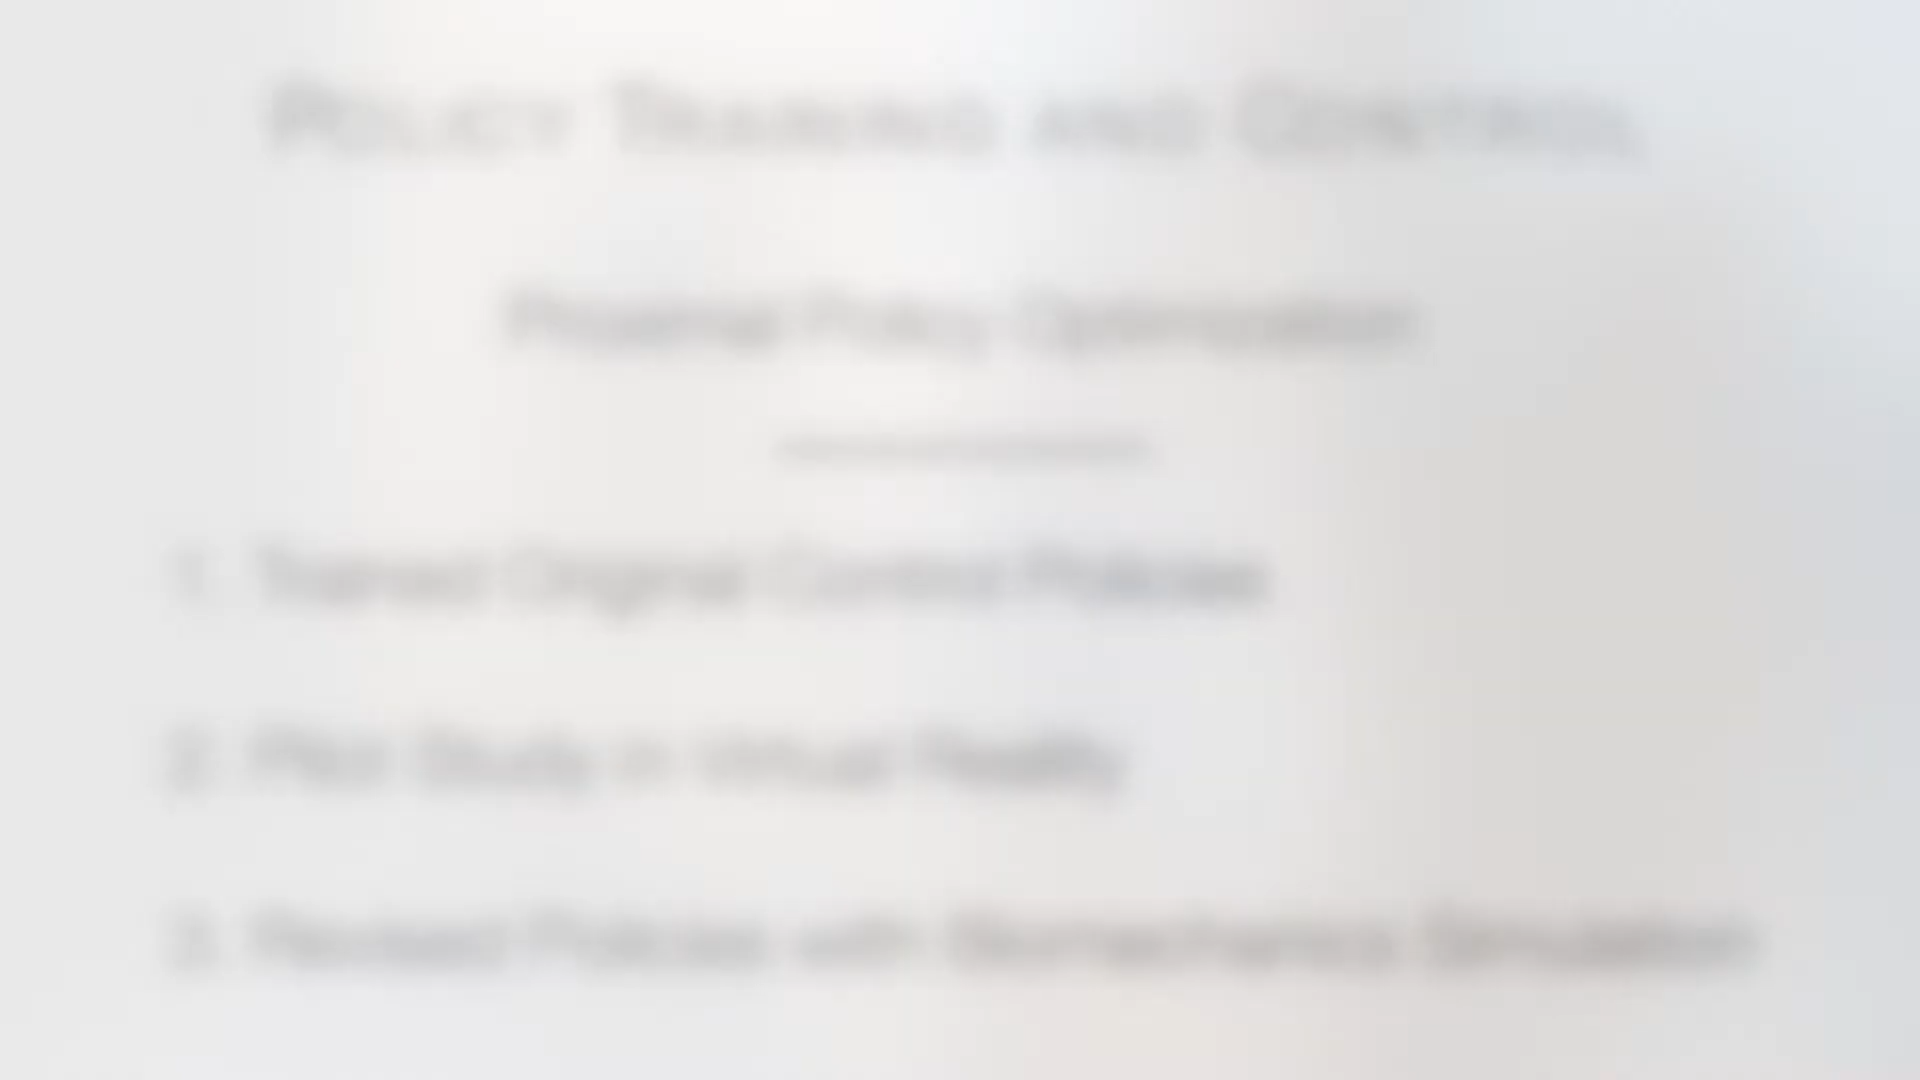 POLICY TRAINING AND CONTROL
Proximal Policy Optimization
1. Trained Original Control Policies
2. Pilot Study in Virtual Reality
3. Revised Policies with Biomechanics Simulation